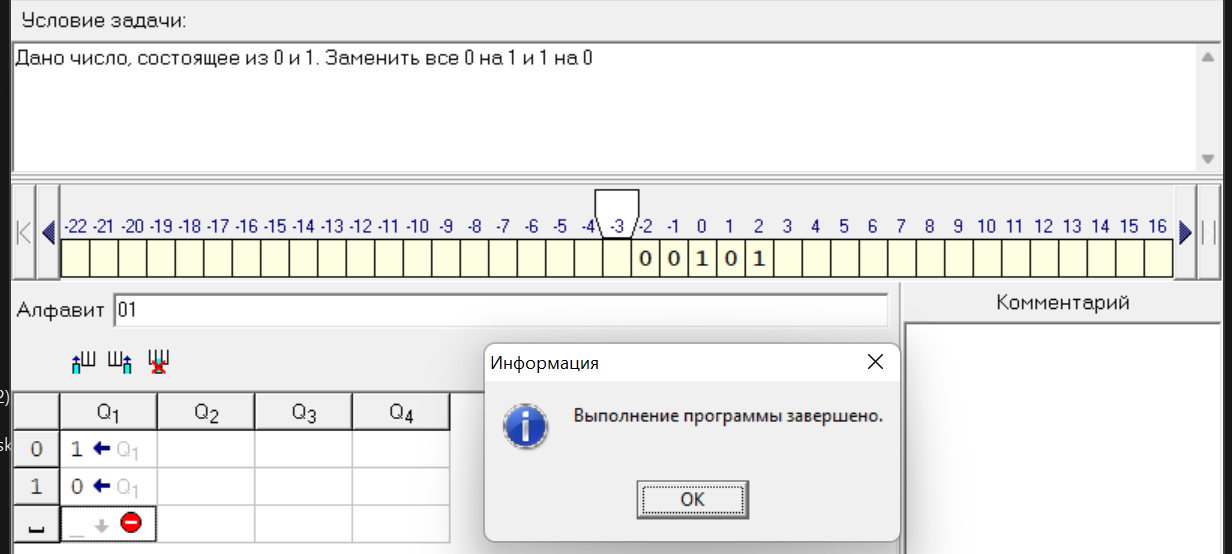 Условие задачи:
Дано число, состоящее из 0 и 1. Заменить все 0 на 1 и 1 на 0
-22 -21 -20 -19 -18 -17 -16 -15 -14 -13 -12 -11 -10 -9 -8 -7 -6 -5 -4 -3 -2 -1 0 1 2 3 4 5 6 7 8 9 10 11 12 13 14 15 16
0 0 1 0 1
Алфавит 01
Комментарий
Информация
Выполнение программы завершено.
OK
2)
sk
Q1 Q2 Q3 Q4
0 1 ← Q1
1 0 ← Q1
_ _ ↓